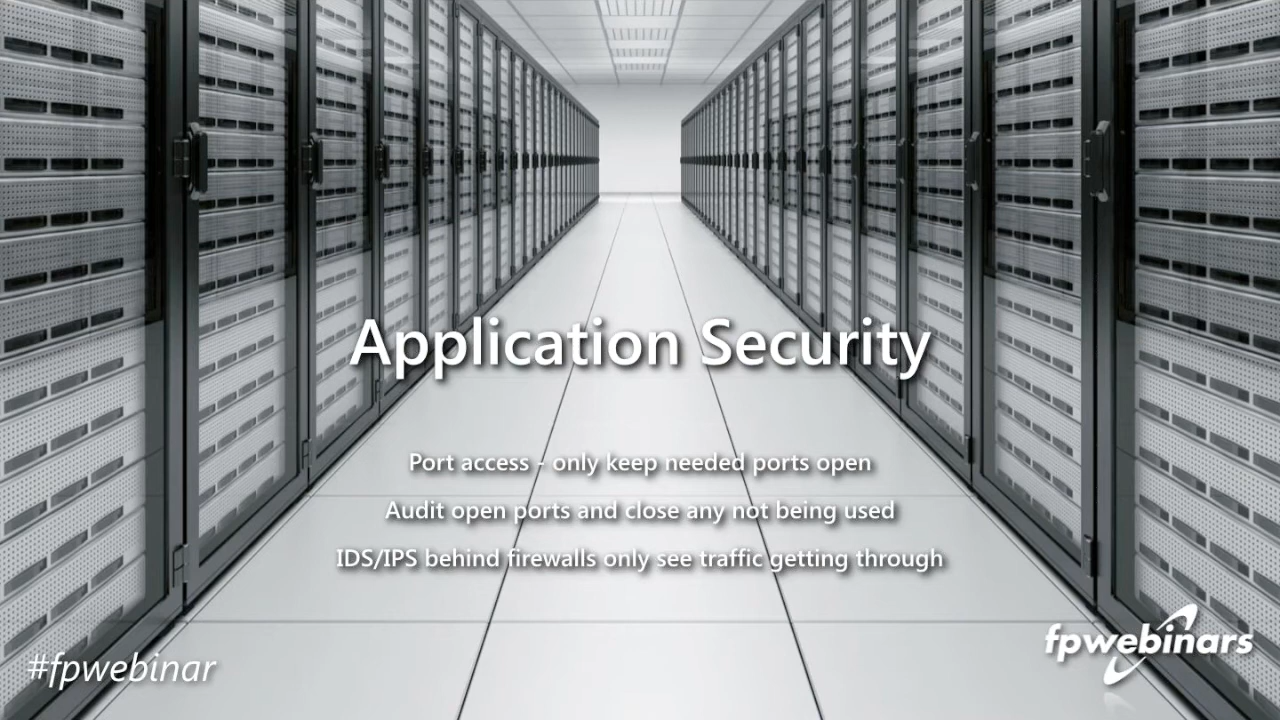 Application Security
Port access - only keep needed ports open
Audit open ports and close any not being used
IDS/IPS behind firewalls only see traffic getting through
#fpwebinar
fpwebinars